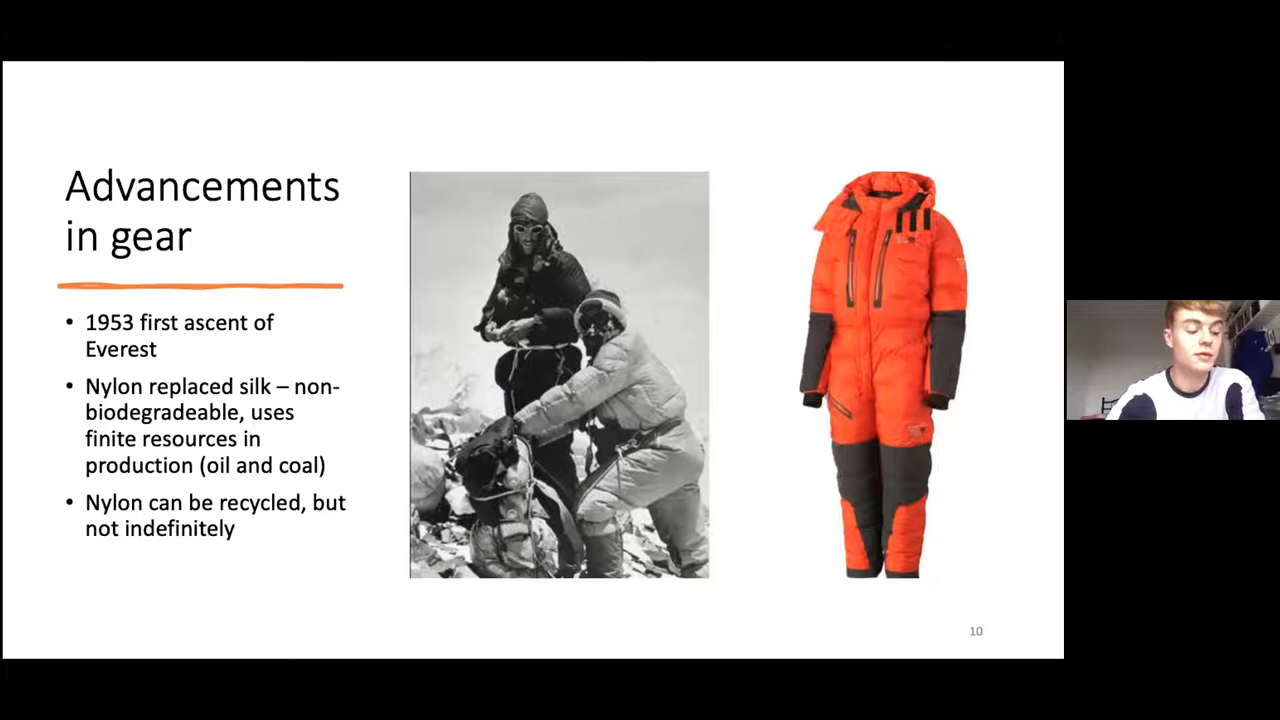 Advancements
in gear
• 1953 first ascent of
Everest
• Nylon replaced silk – non-
biodegradeable, uses
finite resources in
production (oil and coal)
• Nylon can be recycled, but
not indefinitely
10